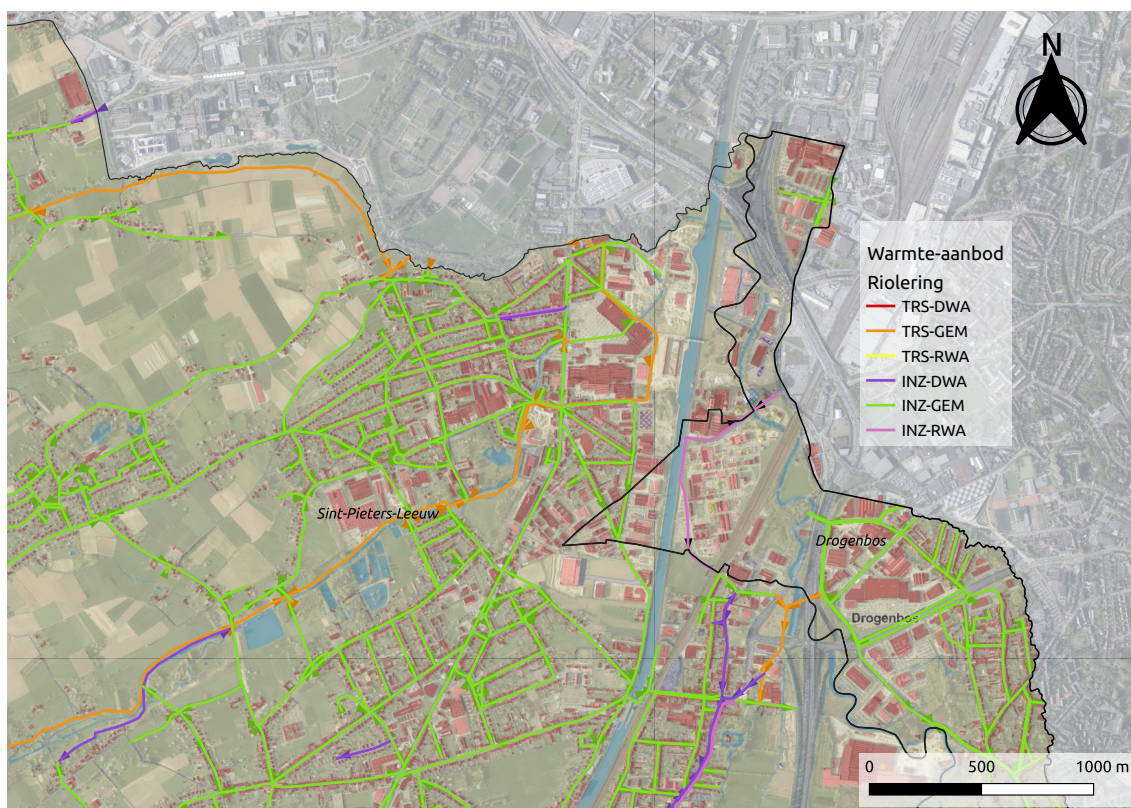 N
Warmte-aanbod
Riolering
TRS-DWA
TRS-GEM
TRS-RWA
INZ-DWA
INZ-GEM
INZ-RWA
Sint-Pieters-Leeuw
Drogenbos
Drogenbos
0 500 1000 m